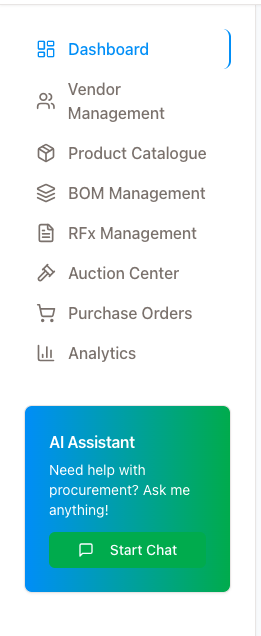 Dashboard
Vendor
Management
Product Catalogue
BOM Management
RFx Management
Auction Center
Purchase Orders
Analytics
AI Assistant
Need help with
procurement? Ask me
anything!
Start Chat